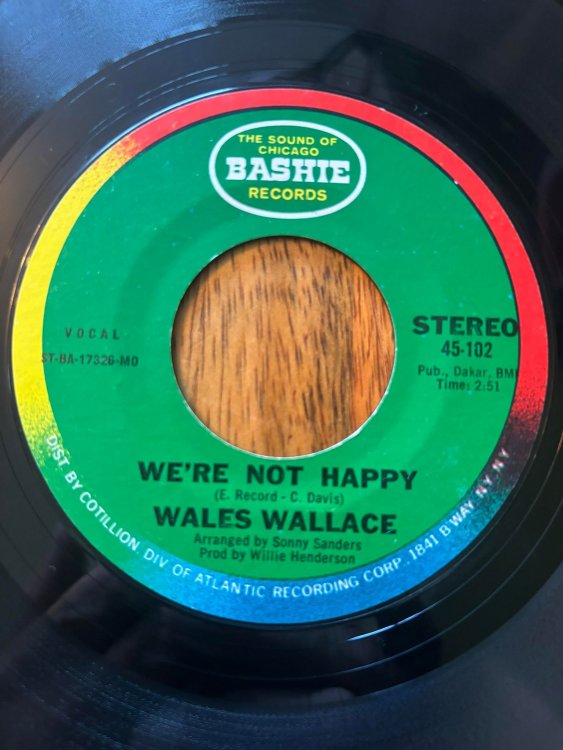 THE SOUND OF
CHICAGO
BASHIE
RECORDS
VOCAL
ST-BA-17326-MO
STEREO
45-102
Pub., Dakar, BMI
Time: 2:51
WE'RE NOT HAPPY
(E. Record - C. Davis)
WALES WALLACE
Arranged by Sonny Sanders
Prod by Willie Henderson
DIST BY COTILLION DIV OF ATLANTIC RECORDING CORP., 1841 B'WAY NY NY